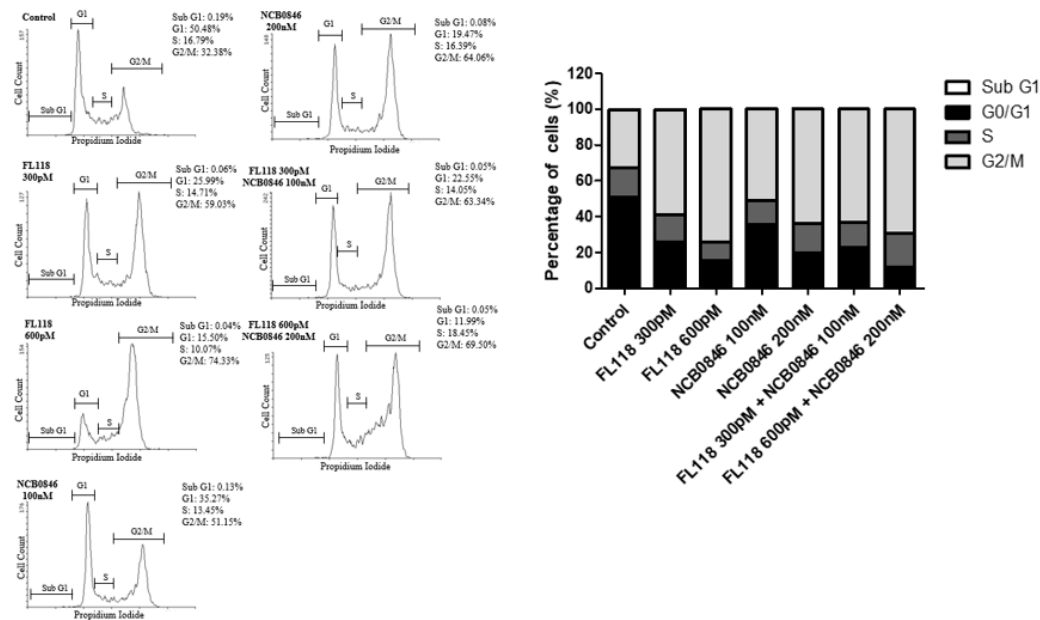 Control
G1
G2/M
S
Sub G1
157
Cell Count
Propidium Iodide
Sub G1: 0.19%
G1: 50.48%
S: 16.79%
G2/M: 32.38%
NCB0846
200nM
G1
G2/M
S
Sub G1
Cell Count
Propidium Iodide
Sub G1: 0.08%
G1: 19.47%
S: 16.39%
G2/M: 64.06%
FL118
300pM
G1
G2/M
S
Sub G1
127
Cell Count
Propidium Iodide
Sub G1: 0.06%
G1: 25.99%
S: 14.71%
G2/M: 59.03%
FL118 300pM
NCB0846 100nM
G1
G2/M
S
Sub G1
Cell Count
Propidium Iodide
Sub G1: 0.05%
G1: 22.55%
S: 14.05%
G2/M: 63.34%
FL118
600pM
G1
G2/M
S
Sub G1
154
Cell Count
Propidium Iodide
Sub G1: 0.04%
G1: 15.50%
S: 10.07%
G2/M: 74.33%
FL118 600pM
NCB0846 200nM
G1
G2/M
S
Sub G1
125
Cell Count
Propidium Iodide
Sub G1: 0.05%
G1: 11.99%
S: 18.45%
G2/M: 69.50%
NCB0846
100nM
G1
G2/M
S
Sub G1
176
Cell Count
Propidium Iodide
Sub G1: 0.13%
G1: 35.27%
S: 13.45%
G2/M: 51.15%
Percentage of cells (%)
120
100
80
60
40
20
0
Control
FL118 300pM
FL118 600pM
NCB0846 100nM
NCB0846 200nM
FL118 300pM + NCB0846 100nM
FL118 600pM + NCB0846 200nM
Sub G1
G0/G1
S
G2/M